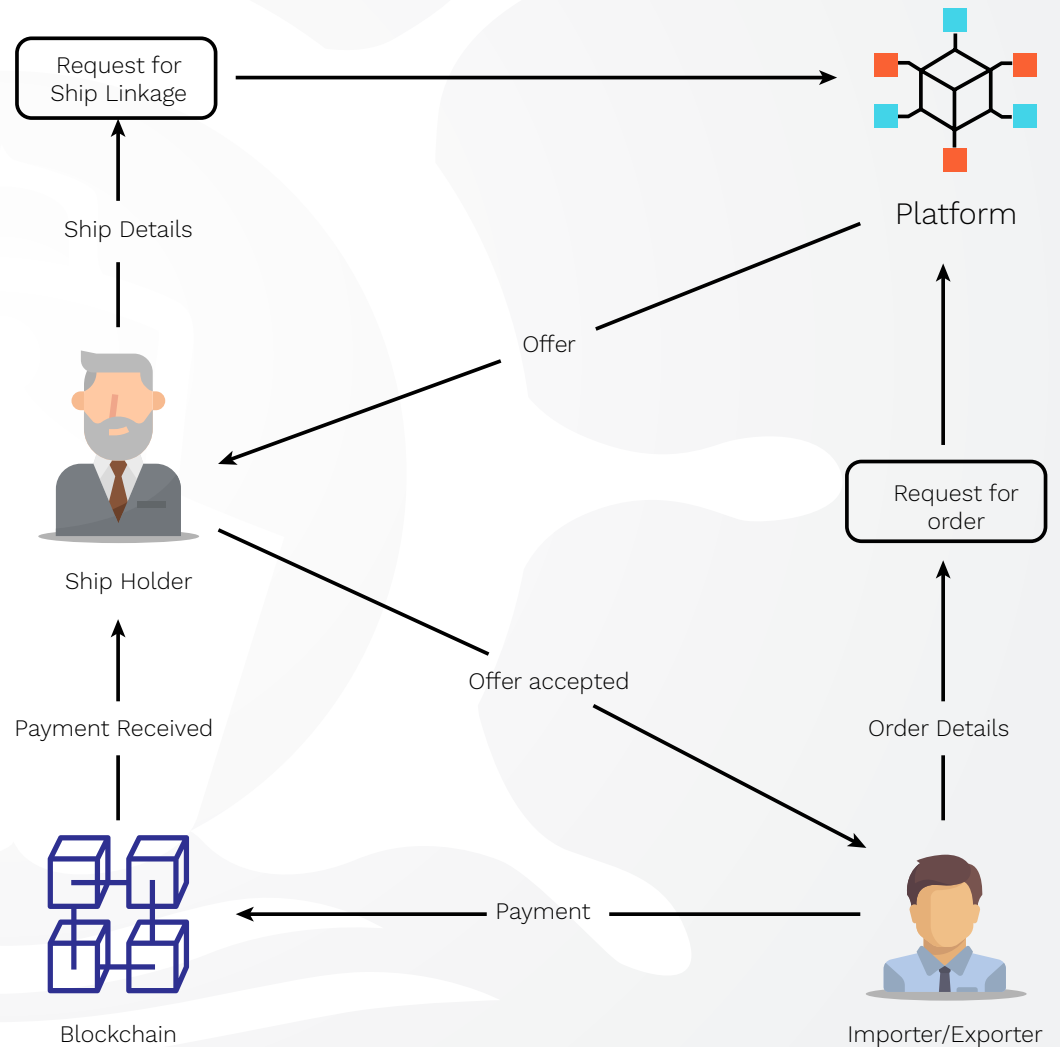 Request for
Ship Linkage
Platform
Ship Details
Offer
Request for
order
Ship Holder
Offer accepted
Payment Received
Order Details
Payment
Blockchain
Importer/Exporter